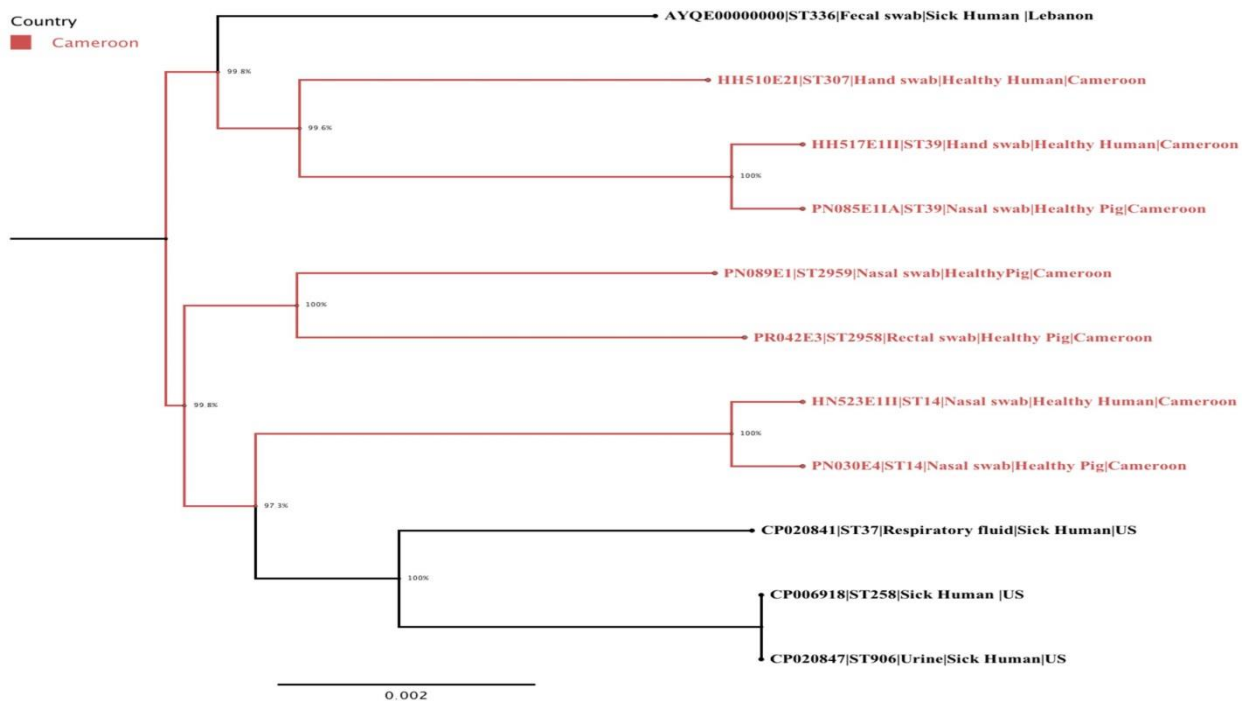 Country
Cameroon
AYQE00000000|ST336|Fecal swab|Sick Human |Lebanon
99.8%
HH510E2I|ST307|Hand swab|Healthy Human|Cameroon
99.6%
HH517E1II|ST39|Hand swab|Healthy Human|Cameroon
100%
PN085E1IA|ST39|Nasal swab|Healthy Pig|Cameroon
PN089E1|ST2959|Nasal swab|HealthyPig|Cameroon
100%
PR042E3|ST2958|Rectal swab|Healthy Pig|Cameroon
99.8%
HN523E1II|ST14|Nasal swab|Healthy Human|Cameroon
100%
PN030E4|ST14|Nasal swab|Healthy Pig|Cameroon
97.3%
CP020841|ST37|Respiratory fluid|Sick Human|US
100%
CP006918|ST258|Sick Human |US
CP020847|ST906|Urine|Sick Human|US
0.002